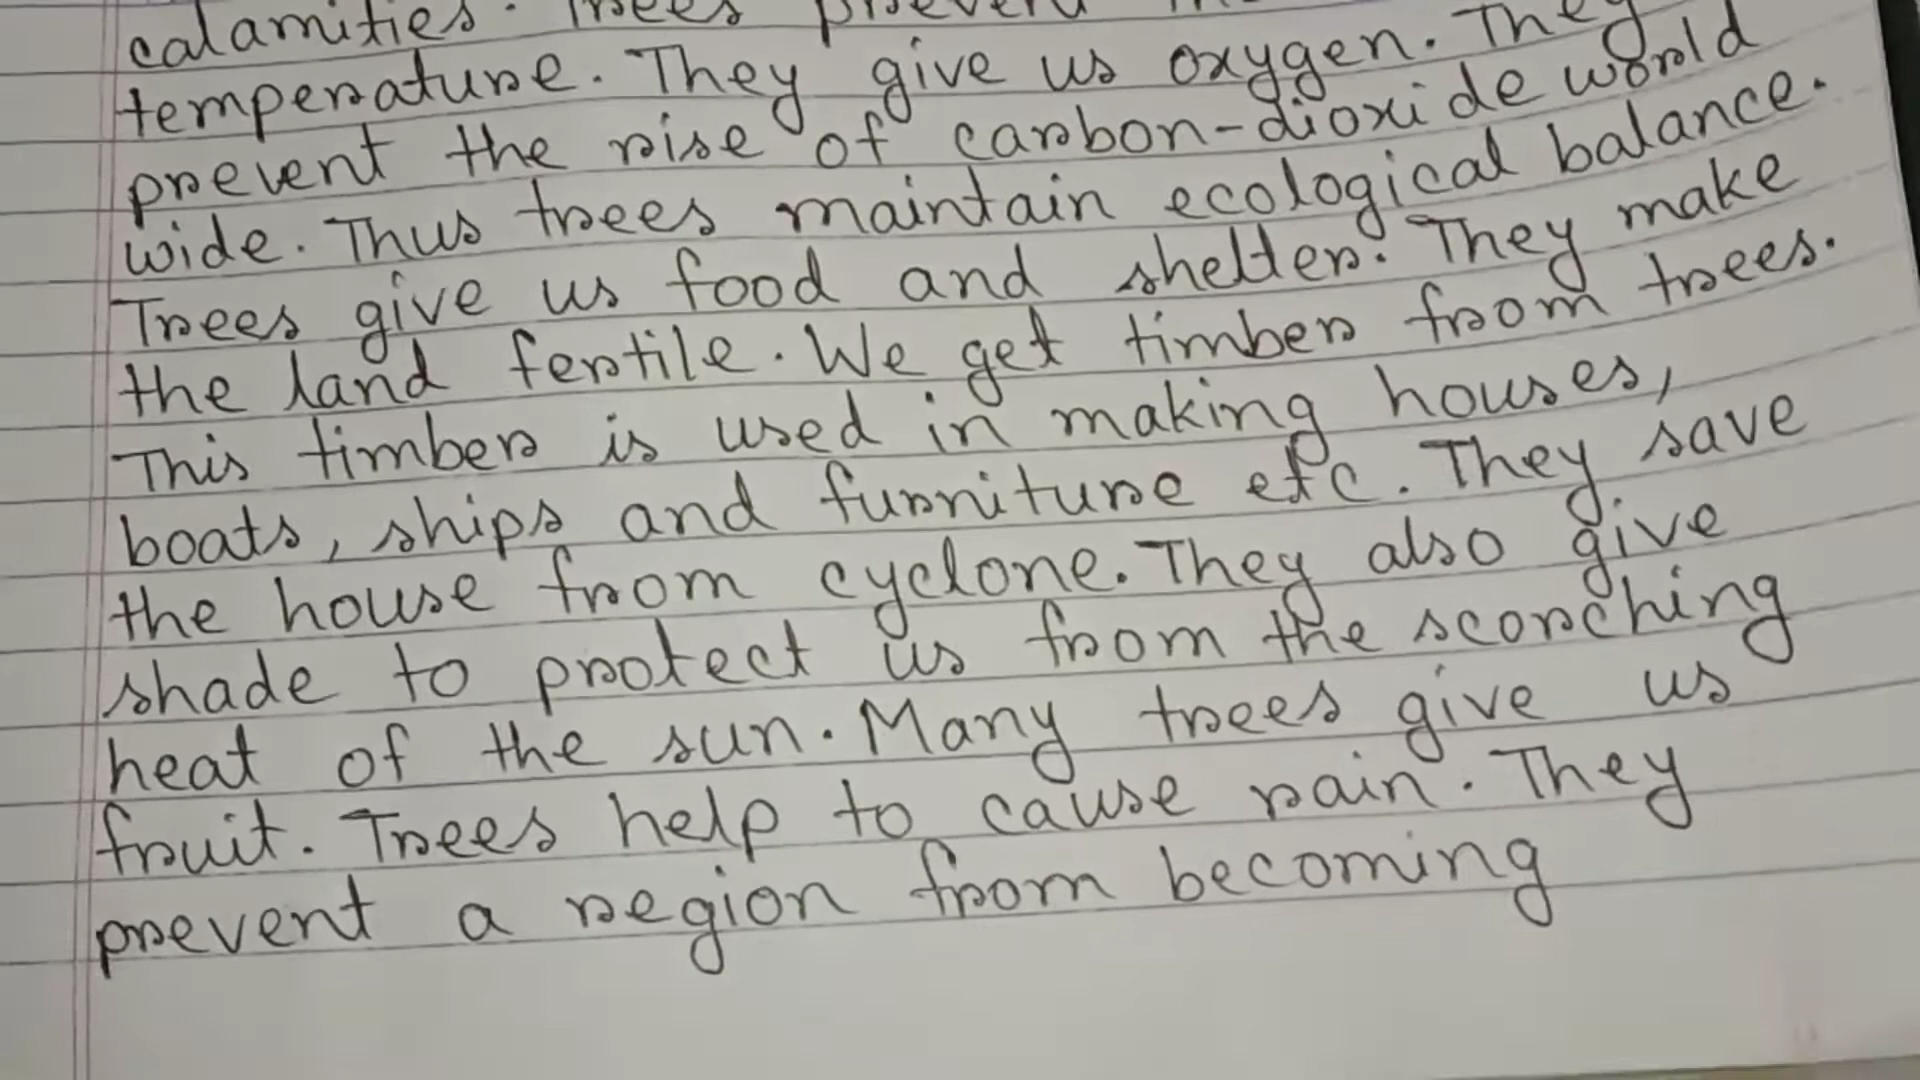 calamities. Trees prevent
temperature. They give us oxygen. They
prevent the rise of carbon-dioxide world
wide. Thus trees maintain ecological balance.
Trees give us food and shelter. They make
the land fertile. We get timber from trees.
This timber is used in making houses,
boats, ships and furniture etc. They save
the house from cyclone. They also give
shade to protect us from the scorching
heat of the sun. Many trees give us
fruit. Trees help to cause rain. They
prevent a region from becoming